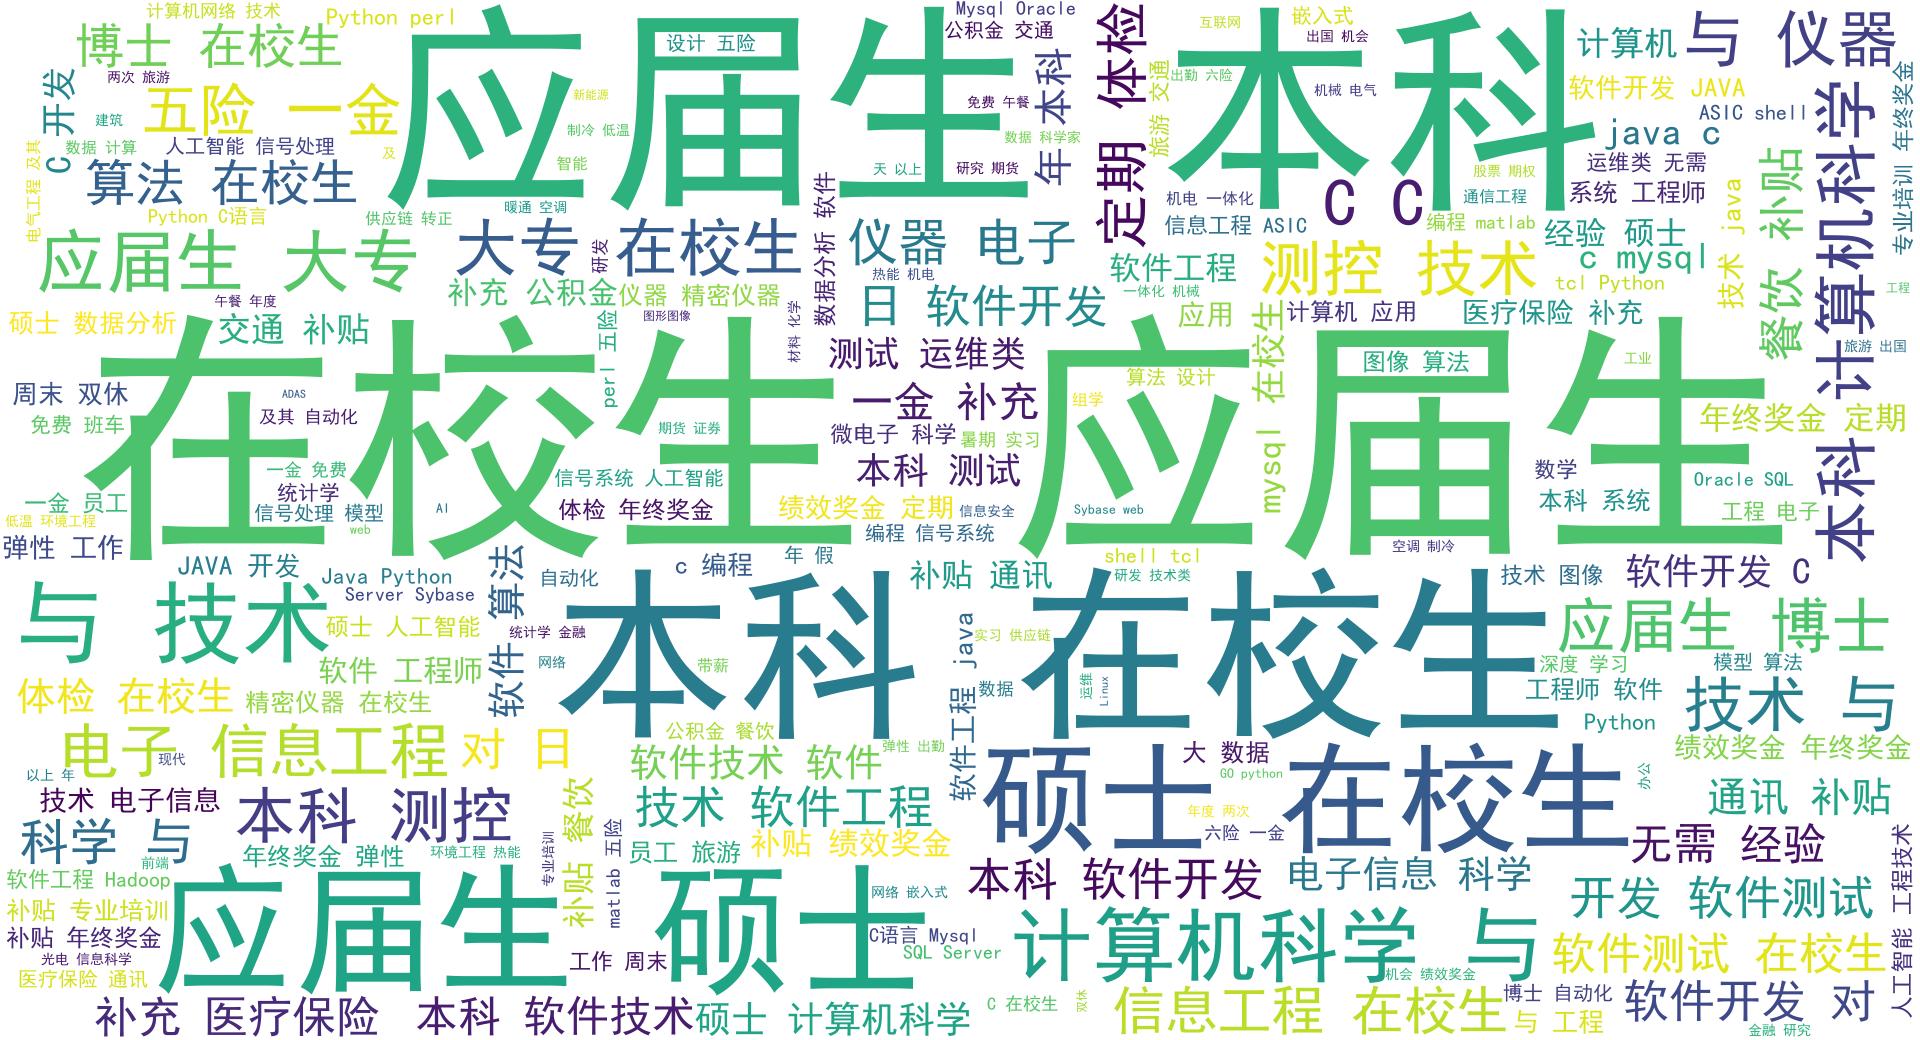 计算机网络 技术
Python perl
应届生
Mysql Oracle
公积金 交通
定期 体检
互联网
嵌入式
出国 机会
本科
计算机
与 仪器
博士 在校生
设计 五险
年 本科
旅游 交通
出勤 六险
机械 电气
软件开发 JAVA
年终奖金
专业培训
C 开发
两次 旅游
五险 一金
新能源
免费 午餐
ASIC shell
建筑
制冷 低温
数据 科学家
java c
数据 计算
人工智能 信号处理
及
智能
天 以上
研究 期货
股票 期权
运维类 无需
餐饮 补贴
本科 计算机科学
电气工程 及其
算法 在校生
数据分析 软件
机电 一体化
C C
通信工程
系统 工程师
技术 java
Python C语言
供应链 转正
暖通 空调
信息工程 ASIC
编程 matlab
经验 硕士
应届生 大专
大专 在校生
研发
仪器 电子
测控 技术
c mysql
热能 机电
软件工程
tcl Python
工程
补充 公积金
仪器 精密仪器
日 软件开发
一体化 机械
午餐 年度
图形图像
材料 化学
应用
计算机 应用
医疗保险 补充
硕士 数据分析
交通 补贴
perl 五险
在校生
测试 运维类
应届生
mysql 在校生
图像 算法
工业
旅游 出国
周末 双休
ADAS
算法 设计
一金 补充
组学
免费 班车
及其 自动化
期货 证券
微电子 科学
暑期 实习
年终奖金 定期
一金 免费
信号系统 人工智能
本科 测试
数学
Oracle SQL
统计学
一金 员工
信号处理 模型
AI
体检 年终奖金
绩效奖金 定期
信息安全
Sybase web
本科 系统
工程 电子
低温 环境工程
web
编程 信号系统
弹性 工作
空调 制冷
JAVA 开发
软件 算法
c 编程
年 假
shell tcl
Java Python
自动化
补贴 通讯
研发 技术类
技术 图像
软件开发 C
与 技术
Server Sybase
本科
在校生
应届生 博士
硕士 人工智能
统计学 金融
软件工程 java
实习 供应链
软件 工程师
网络
带薪
深度 学习
模型 算法
体检 在校生
精密仪器 在校生
数据
运维
Linux
工程师 软件
技术 与
电子 信息工程
对 日
公积金 餐饮
Python
现代
软件技术 软件
弹性 出勤
硕士 在校生
大 数据
绩效奖金 年终奖金
以上 年
GO python
办公
技术 电子信息
本科 测控
补贴 餐饮
技术 软件工程
年度 两次
通讯 补贴
科学 与
matlab 五险
补贴 绩效奖金
六险 一金
无需 经验
人工智能 工程技术
年终奖金 弹性
环境工程 热能
专业培训
员工 旅游
前端
软件工程 Hadoop
应届生
硕士
网络 嵌入式
本科 软件开发
电子信息 科学
开发 软件测试
补贴 专业培训
补贴 年终奖金
C语言 Mysql
计算机科学 与
软件测试 在校生
光电 信息科学
工作 周末
SQL Server
机会 绩效奖金
医疗保险 通讯
补充 医疗保险
本科 软件技术
硕士 计算机科学
C 在校生
双休
信息工程 在校生
博士 自动化
软件开发 对
与 工程
金融 研究